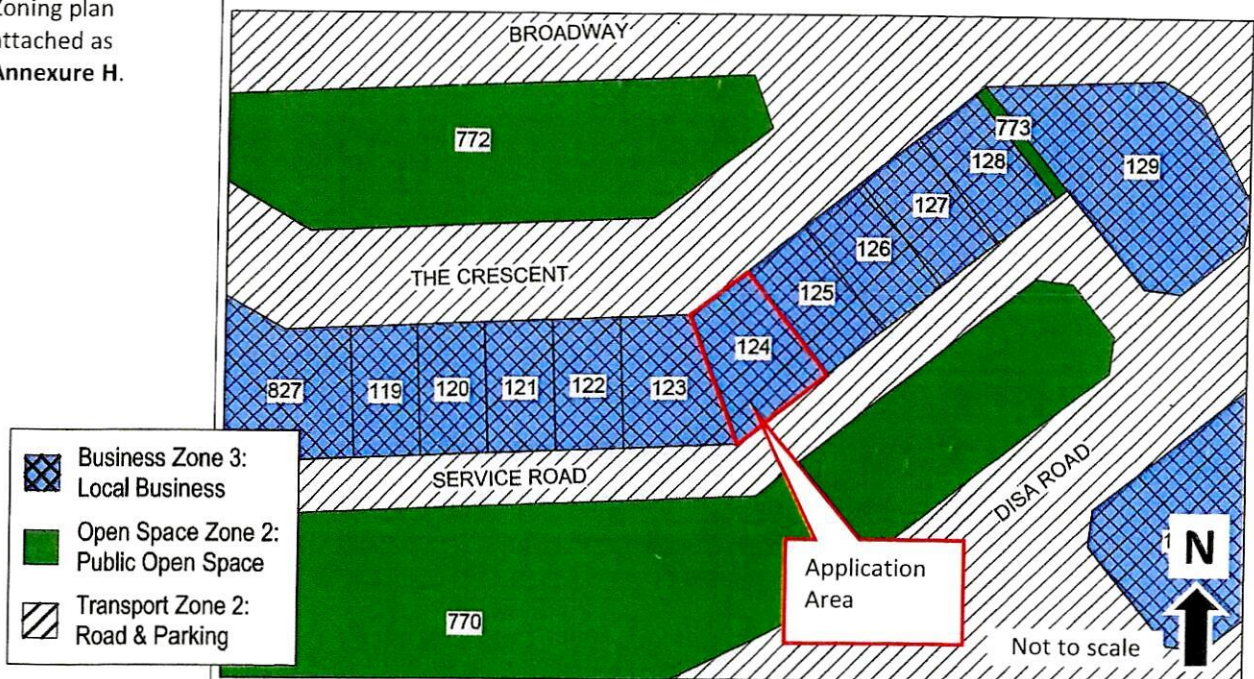 Zoning plan
attached as
Annexure H.
BROADWAY
772
773
128
129
127
126
THE CRESCENT
125
124
827
119
120
121
122
123
SERVICE ROAD
DISA ROAD
770
Business Zone 3:
Local Business
Open Space Zone 2:
Public Open Space
Transport Zone 2:
Road & Parking
Application
Area
N
Not to scale